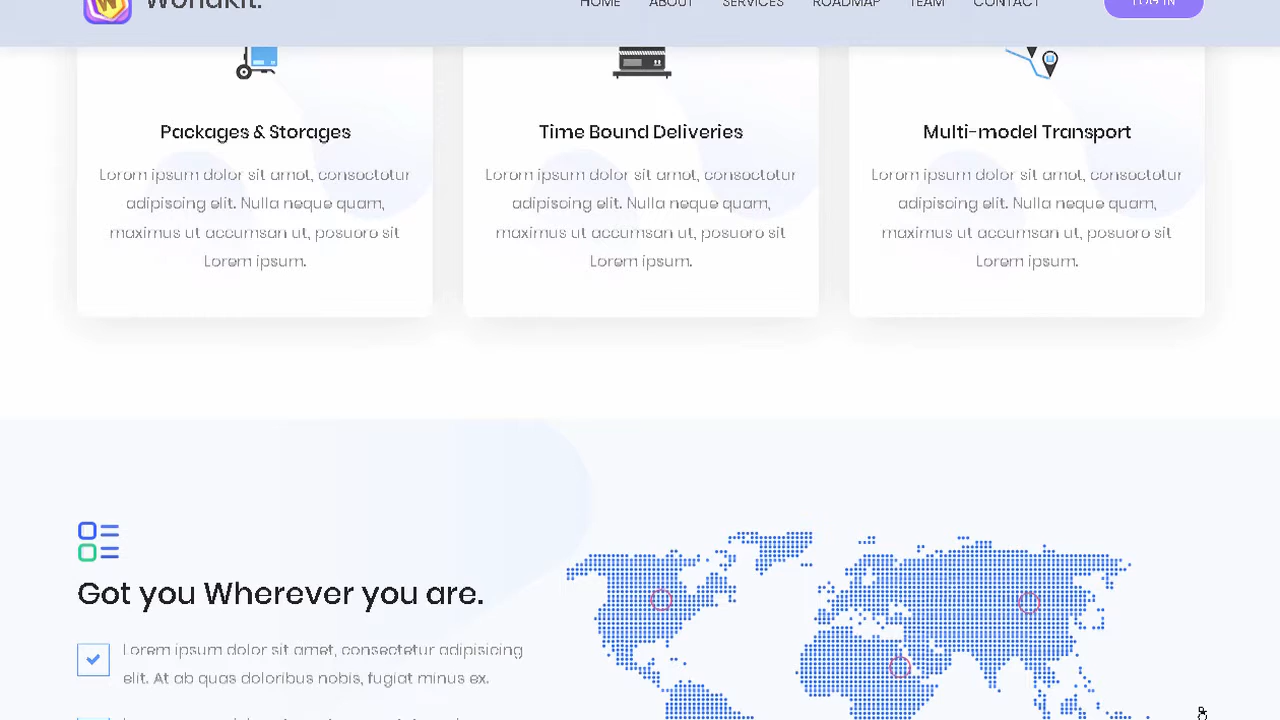 HOME ABOUT SERVICES ROADMAP TEAM CONTACT LOG IN
Packages & Storages
Lorem ipsum dolor sit amet, consectetur
adipiscing elit. Nulla neque quam,
maximus ut accumsan ut, posuere sit
Lorem ipsum.
Time Bound Deliveries
Lorem ipsum dolor sit amet, consectetur
adipiscing elit. Nulla neque quam,
maximus ut accumsan ut, posuere sit
Lorem ipsum.
Multi-model Transport
Lorem ipsum dolor sit amet, consectetur
adipiscing elit. Nulla neque quam,
maximus ut accumsan ut, posuere sit
Lorem ipsum.
Got you Wherever you are.
Lorem ipsum dolor sit amet, consectetur adipisicing
elit. At ab, quas doloribus nobis, fugiat minus ex.